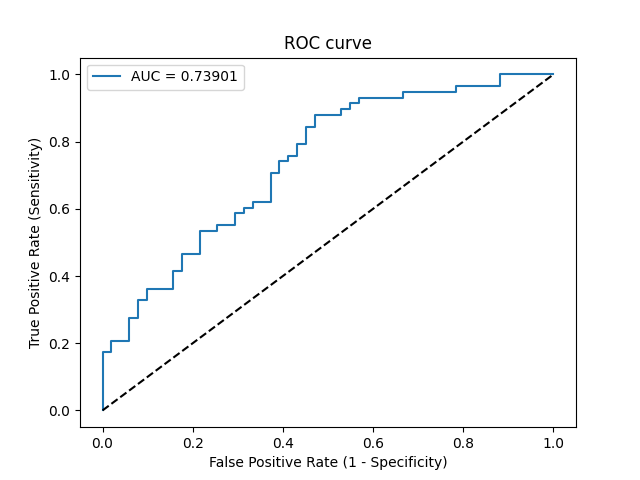 ROC curve
AUC = 0.73901
True Positive Rate (Sensitivity)
1.0
0.8
0.6
0.4
0.2
0.0
0.0 0.2 0.4 0.6 0.8 1.0
False Positive Rate (1 - Specificity)